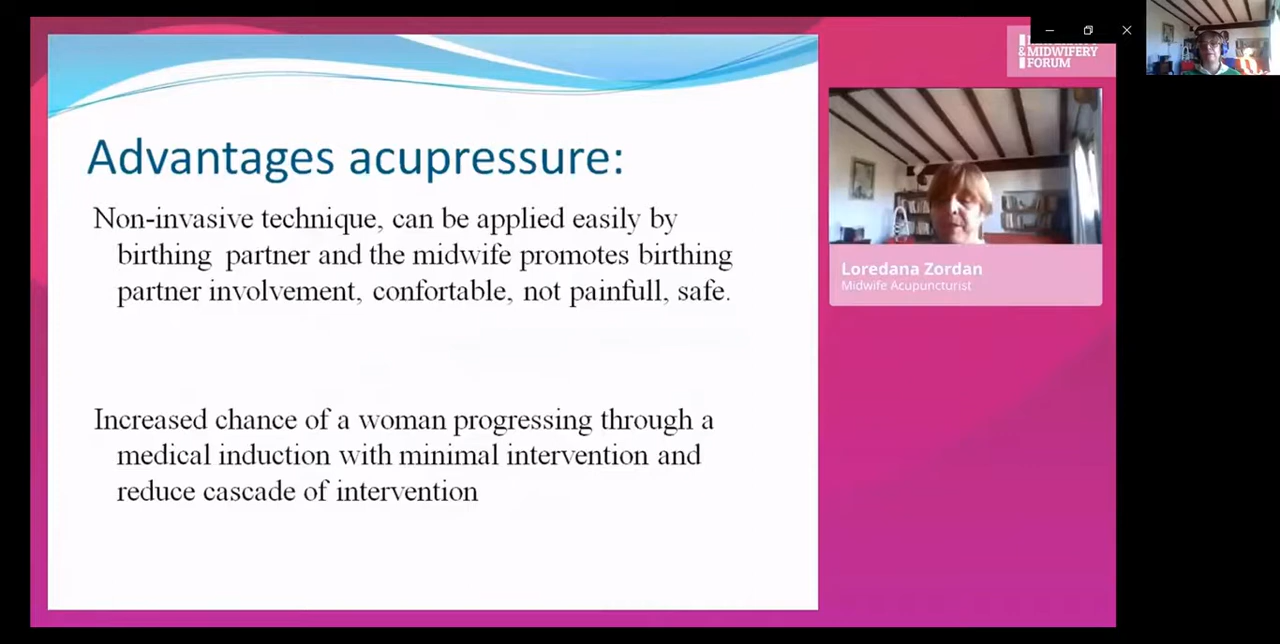 Advantages acupressure:
Non-invasive technique, can be applied easily by
birthing partner and the midwife promotes birthing
partner involvement, confortable, not painfull, safe.
Increased chance of a woman progressing through a
medical induction with minimal intervention and
reduce cascade of intervention
& MIDWIFERY
FORUM
Loredana Zordan
Midwife Acupuncturist